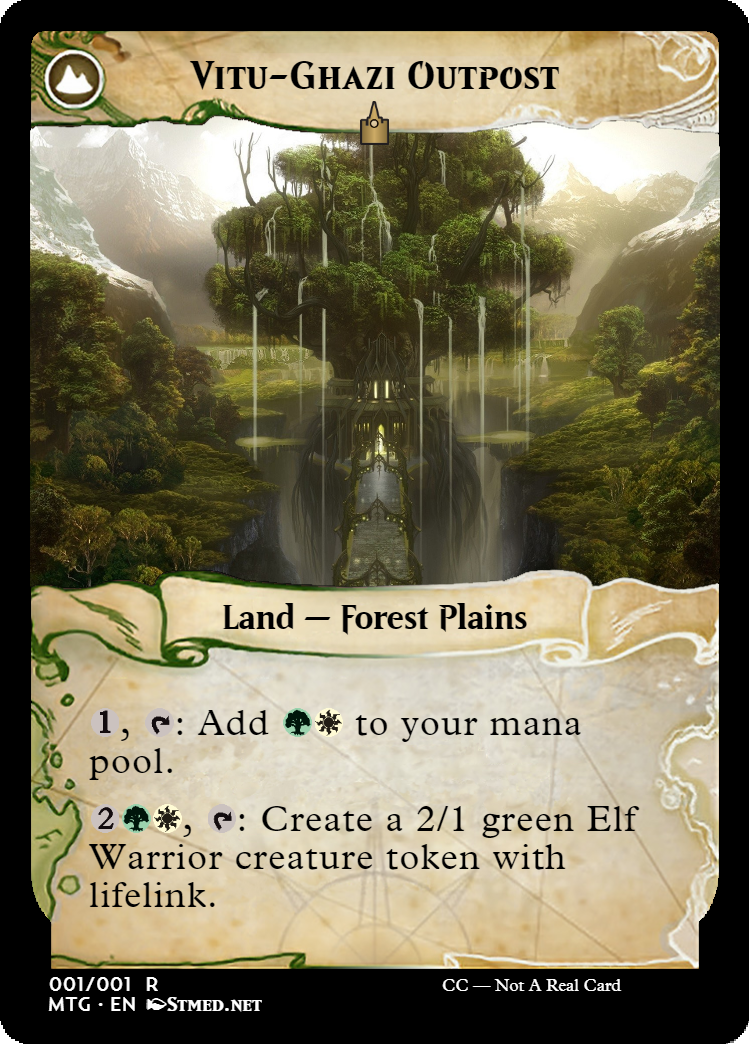 Vitu-Ghazi Outpost
Land — Forest Plains
1, : Add to your mana
pool.
2, : Create a 2/1 green Elf
Warrior creature token with
lifelink.
001/001 R
MTG · EN Stmed.net
CC — Not A Real Card